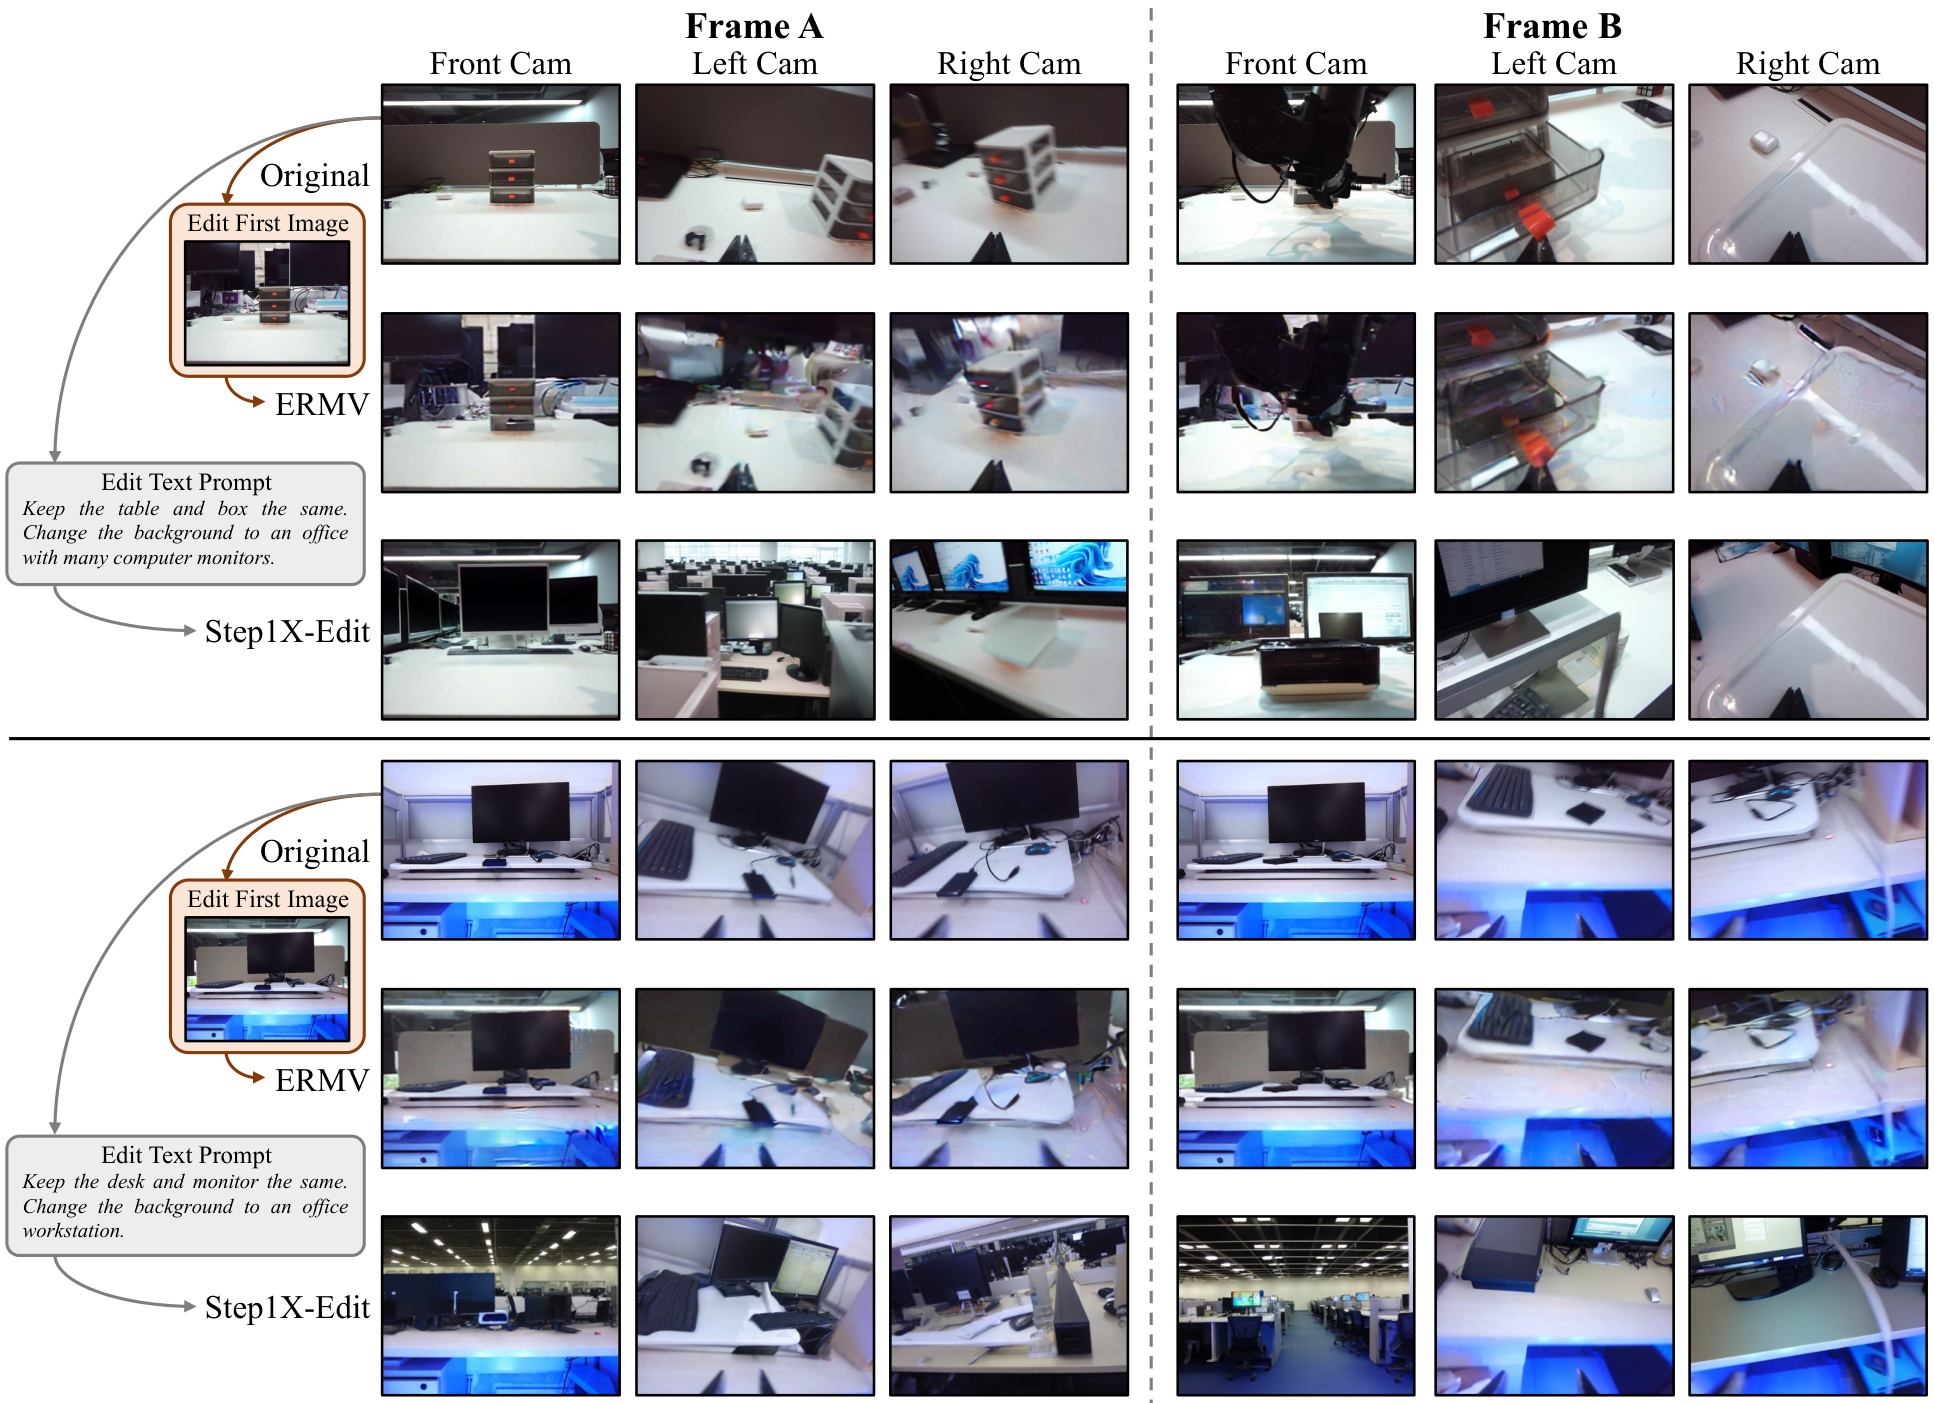 Frame A
Frame B
Front Cam
Left Cam
Right Cam
Front Cam
Left Cam
Right Cam
Original
Edit First Image
ERMV
Edit Text Prompt
Keep the table and box the same.
Change the background to an office
with many computer monitors.
Step1X-Edit
Original
Edit First Image
ERMV
Edit Text Prompt
Keep the desk and monitor the same.
Change the background to an office
workstation.
Step1X-Edit